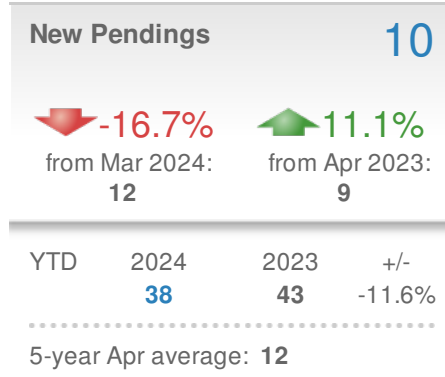 New Pendings 10
-16.7% 11.1%
from Mar 2024: from Apr 2023:
12 9
YTD 2024 2023 +/-
38 43 -11.6%
5-year Apr average: 12